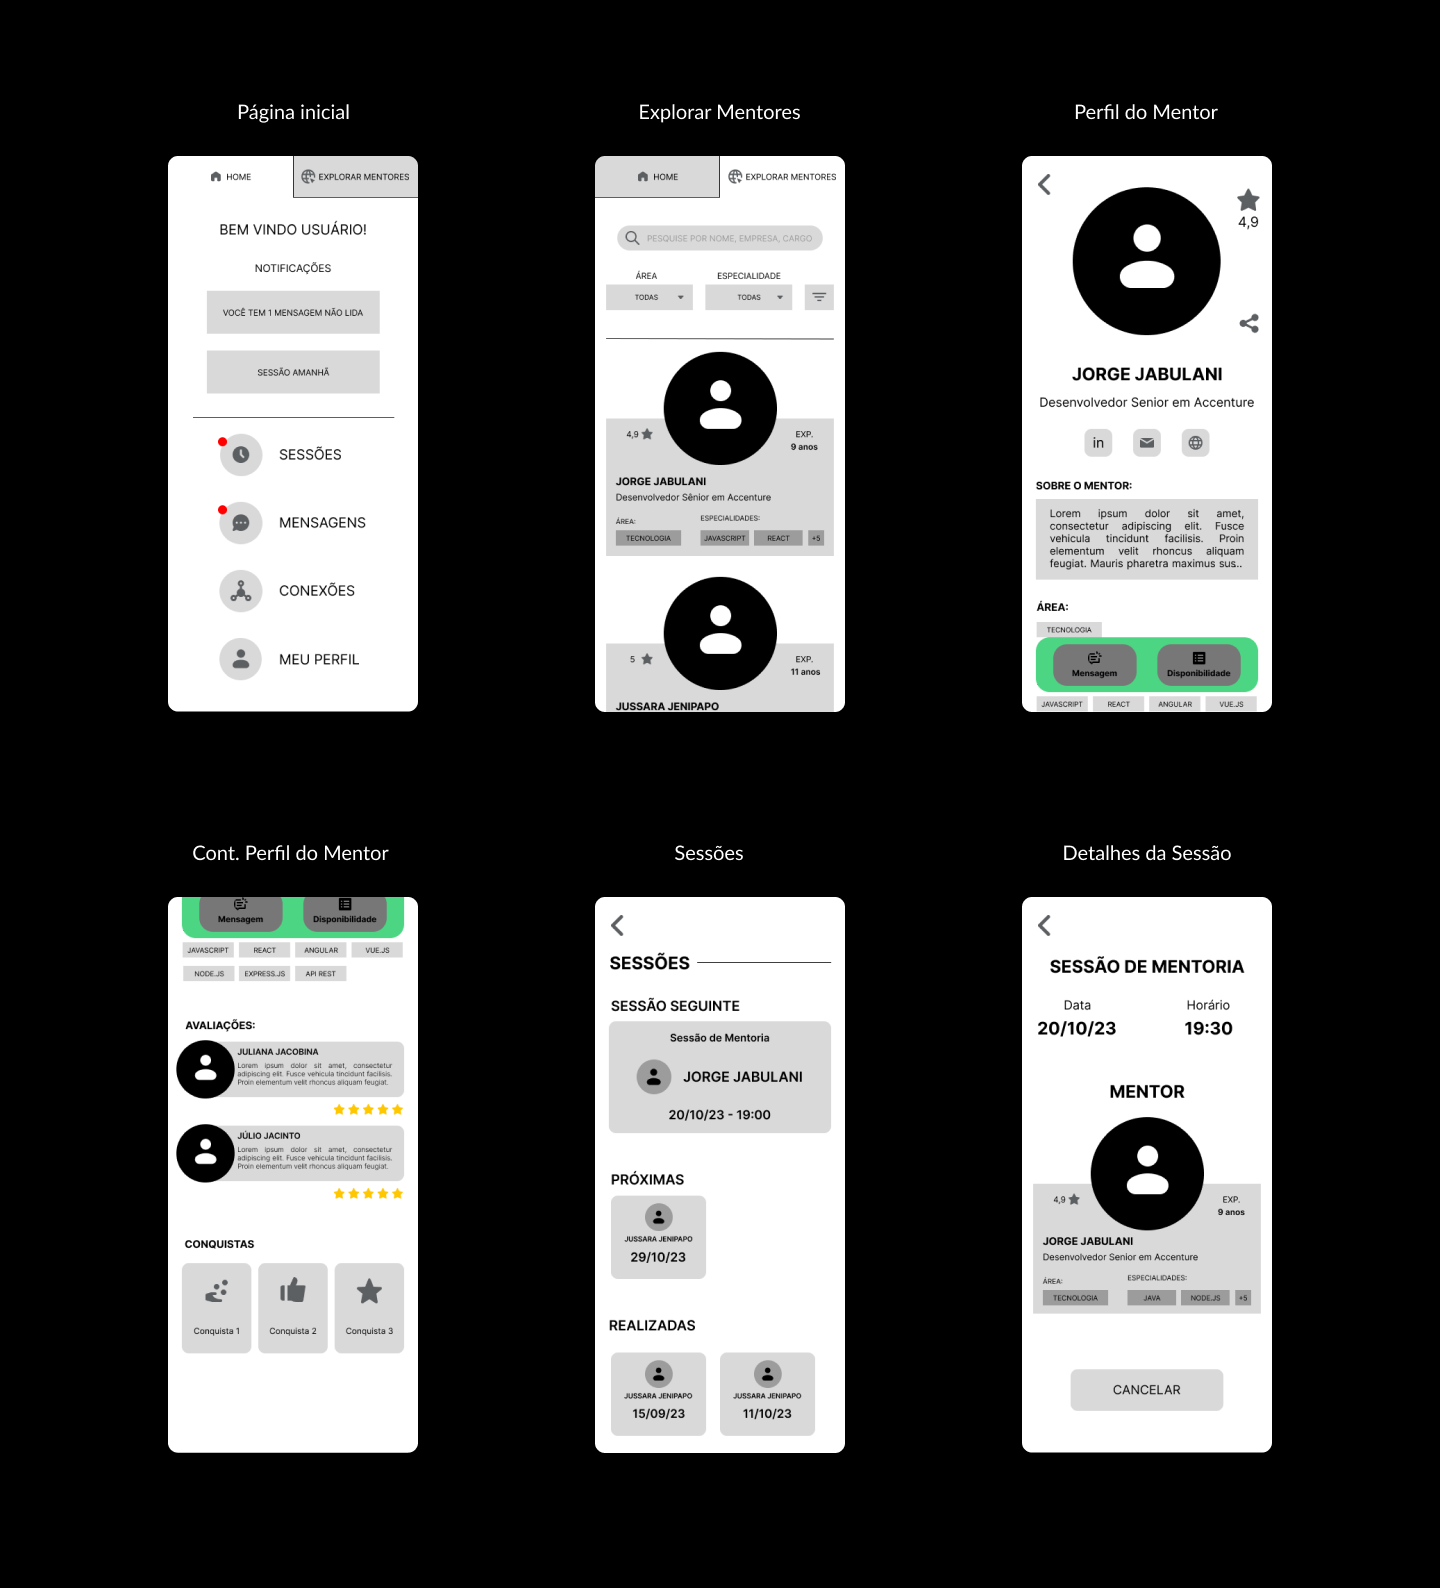 Página inicial
HOME
EXPLORAR MENTORES
BEM VINDO USUÁRIO!
NOTIFICAÇÕES
VOCÊ TEM 1 MENSAGEM NÃO LIDA
SESSÃO AMANHÃ
SESSÕES
MENSAGENS
CONEXÕES
MEU PERFIL
Explorar Mentores
HOME
EXPLORAR MENTORES
PESQUISE POR NOME, EMPRESA, CARGO
ÁREA
ESPECIALIDADE
TODAS
TODAS
4,9
EXP.
9 anos
JORGE JABULANI
Desenvolvedor Sênior em Accenture
ÁREA:
ESPECIALIDADES:
TECNOLOGIA
JAVASCRIPT
REACT
+5
5
EXP.
11 anos
JUSSARA JENIPAPO
Perfil do Mentor
4,9
JORGE JABULANI
Desenvolvedor Senior em Accenture
in
SOBRE O MENTOR:
Lorem ipsum dolor sit amet,
consectetur adipiscing elit. Fusce
vehicula tincidunt facilisis. Proin
elementum velit rhoncus aliquam
feugiat. Mauris pharetra maximus sus..
ÁREA:
TECNOLOGIA
Mensagem
Disponibilidade
JAVASCRIPT
REACT
ANGULAR
VUE.JS
Cont. Perfil do Mentor
Mensagem
Disponibilidade
JAVASCRIPT
REACT
ANGULAR
VUE.JS
NODE.JS
EXPRESS.JS
API REST
AVALIAÇÕES:
JULIANA JACOBINA
Lorem ipsum dolor sit amet, consectetur
adipiscing elit. Fusce vehicula tincidunt facilisis.
Proin elementum velit rhoncus aliquam feugiat.
JÚLIO JACINTO
Lorem ipsum dolor sit amet, consectetur
adipiscing elit. Fusce vehicula tincidunt facilisis.
Proin elementum velit rhoncus aliquam feugiat.
CONQUISTAS
Conquista 1
Conquista 2
Conquista 3
Sessões
SESSÕES
SESSÃO SEGUINTE
Sessão de Mentoria
JORGE JABULANI
20/10/23 - 19:00
PRÓXIMAS
JUSSARA JENIPAPO
29/10/23
REALIZADAS
JUSSARA JENIPAPO
15/09/23
JUSSARA JENIPAPO
11/10/23
Detalhes da Sessão
SESSÃO DE MENTORIA
Data
Horário
20/10/23
19:30
MENTOR
4,9
EXP.
9 anos
JORGE JABULANI
Desenvolvedor Senior em Accenture
ÁREA:
ESPECIALIDADES:
TECNOLOGIA
JAVA
NODE.JS
+5
CANCELAR